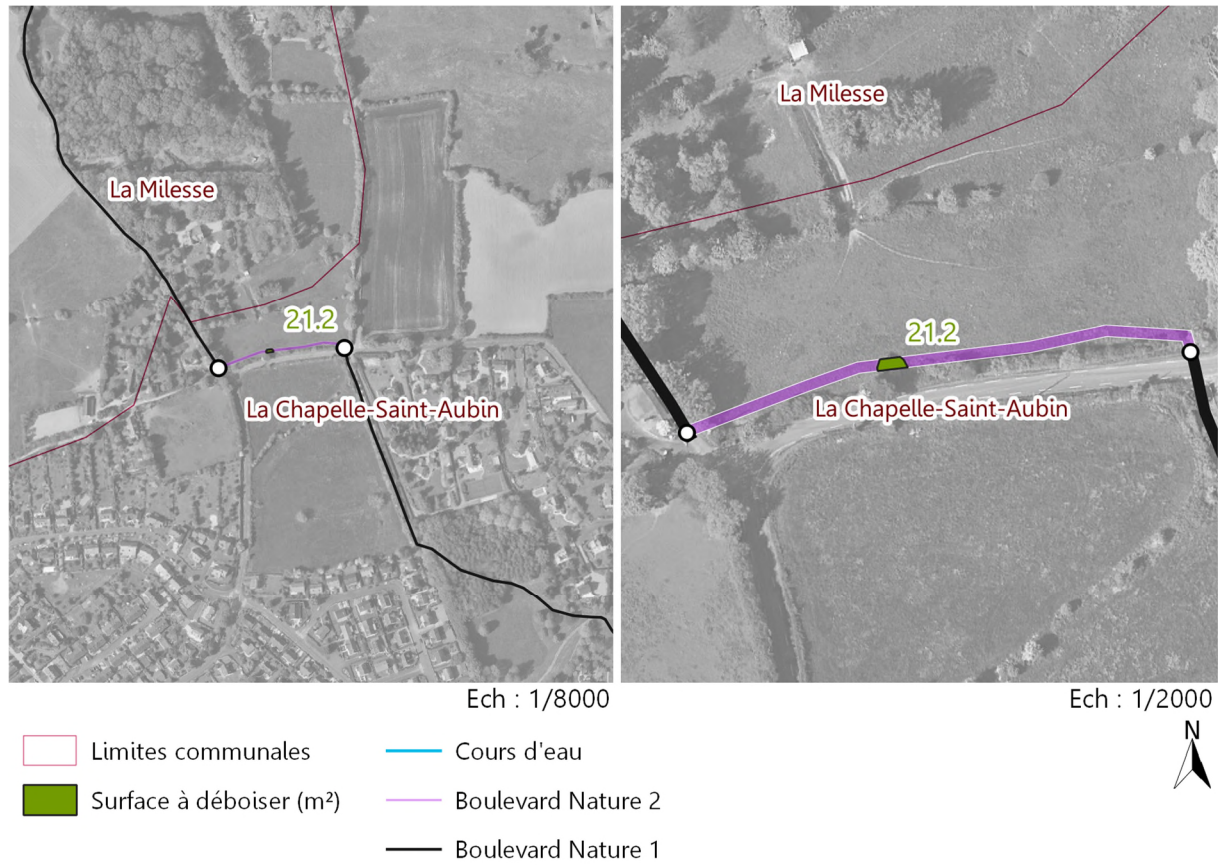 La Milesse
21.2
La Chapelle-Saint-Aubin
Ech : 1/8000
La Milesse
21.2
La Chapelle-Saint-Aubin
Ech : 1/2000
N
Limites communales
Surface à déboiser (m²)
Cours d'eau
Boulevard Nature 2
Boulevard Nature 1